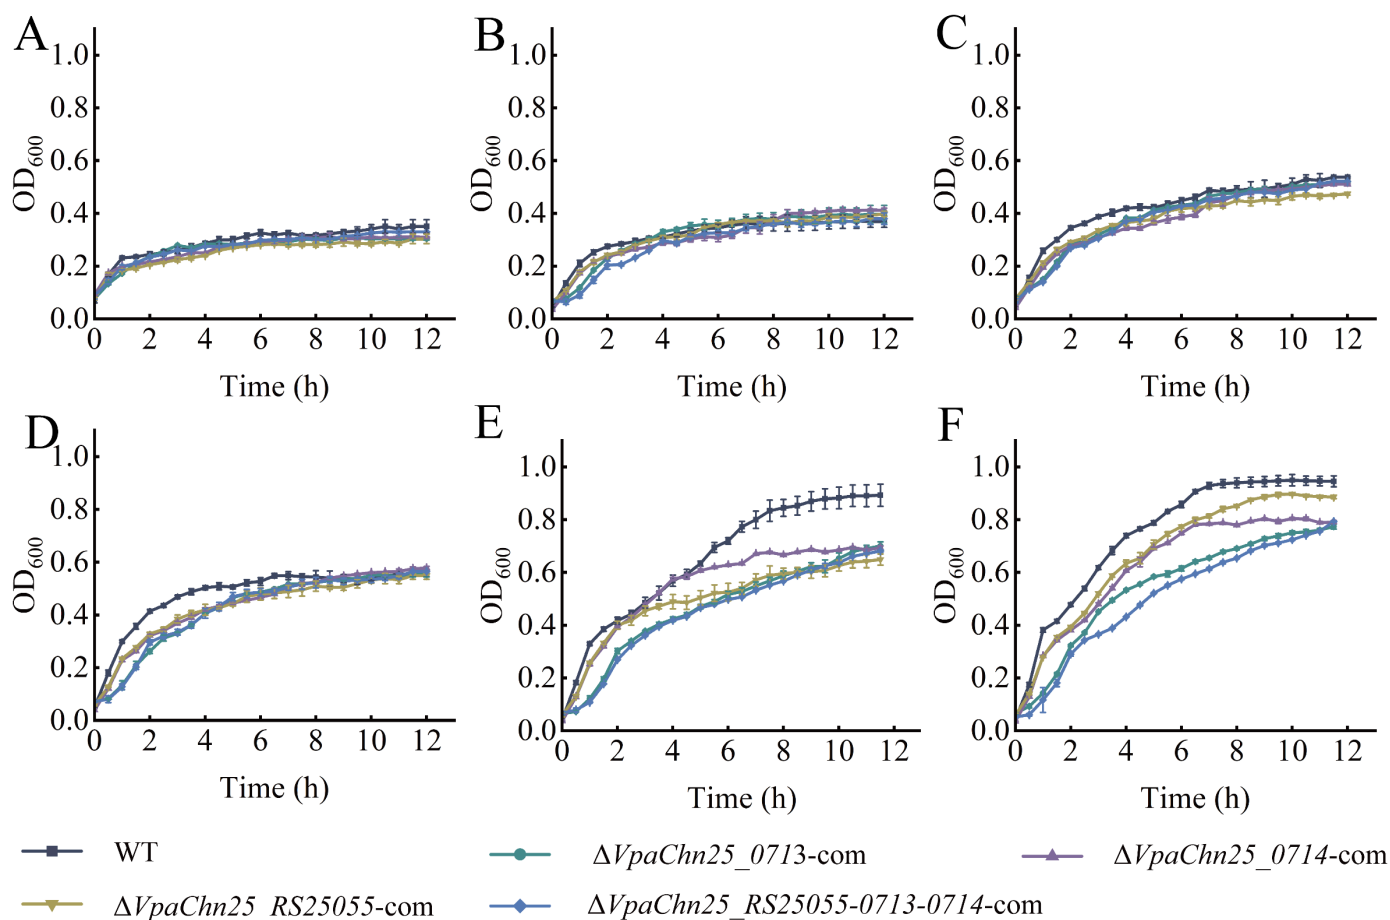 A
B
C
1.0
0.8
0.6
0.4
0.2
0.0
OD600
0 2 4 6 8 10 12
Time (h)
1.0
0.8
0.6
0.4
0.2
0.0
OD600
0 2 4 6 8 10 12
Time (h)
1.0
0.8
0.6
0.4
0.2
0.0
OD600
0 2 4 6 8 10 12
Time (h)
D
E
F
1.0
0.8
0.6
0.4
0.2
0.0
OD600
0 2 4 6 8 10 12
Time (h)
1.0
0.8
0.6
0.4
0.2
0.0
OD600
0 2 4 6 8 10 12
Time (h)
1.0
0.8
0.6
0.4
0.2
0.0
OD600
0 2 4 6 8 10 12
Time (h)
WT
ΔVpaChn25_0713-com
ΔVpaChn25_0714-com
ΔVpaChn25_RS25055-com
ΔVpaChn25_RS25055-0713-0714-com